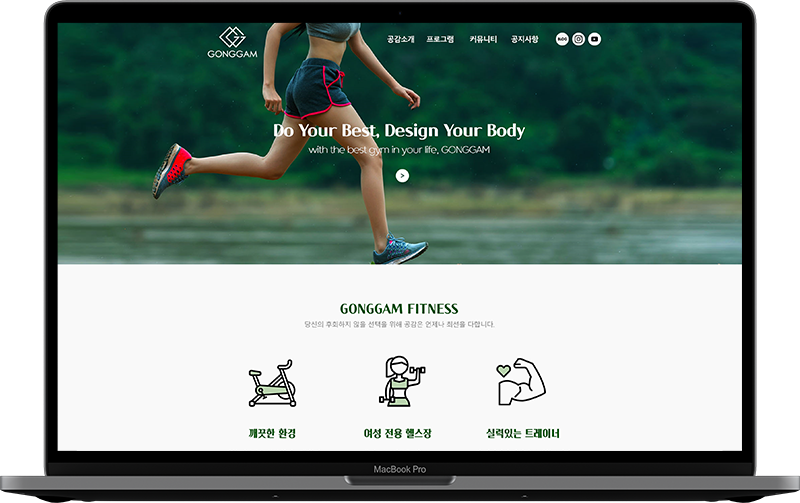 GONGGAM
공감소개 프로그램 커뮤니티 공지사항 BLOG
Do Your Best, Design Your Body
with the best gym in your life, GONGGAM
GONGGAM FITNESS
당신의 후회하지 않을 선택을 위해 공감은 언제나 최선을 다합니다.
깨끗한 환경 여성 전용 헬스장 실력있는 트레이너
MacBook Pro